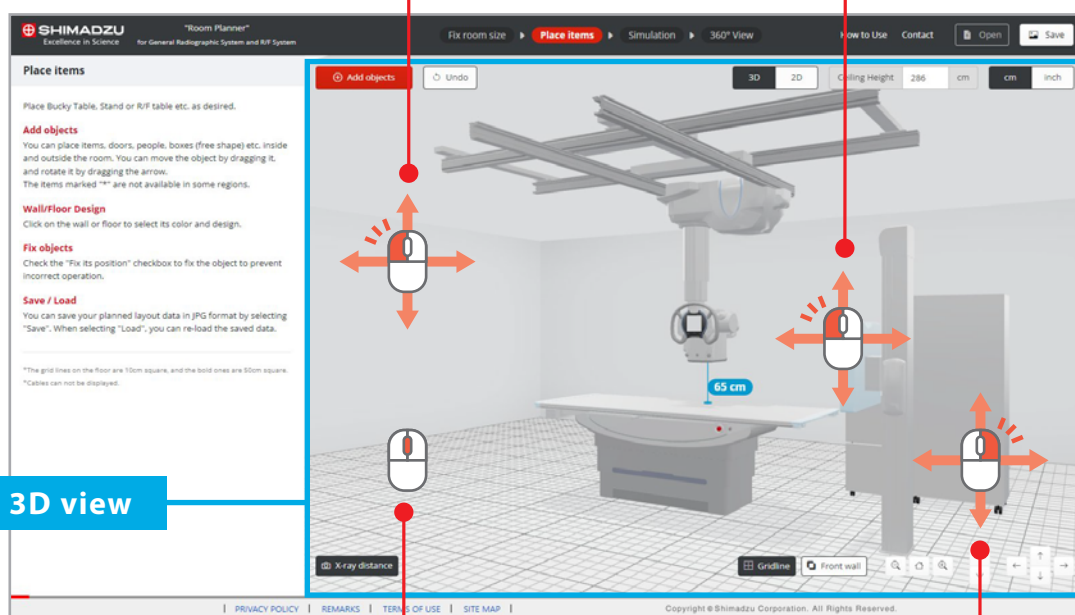 SHIMADZU
Excellence in Science
"Room Planner"
for General Radiographic System and R/F System
Fix room size
Place items
Simulation
360° View
How to Use
Contact
Open
Save
Place items
Place Bucky Table, Stand or R/F table etc. as desired.
Add objects
You can place items, doors, people, boxes (free shape) etc. inside
and outside the room. You can move the object by dragging it,
and rotate it by dragging the arrow.
The items marked "*" are not available in some regions.
Wall/Floor Design
Click on the wall or floor to select its color and design.
Fix objects
Check the "Fix its position" checkbox to fix the object to prevent
incorrect operation.
Save / Load
You can save your planned layout data in JPG format by selecting
"Save". When selecting "Load", you can re-load the saved data.
*The grid lines on the floor are 10cm square, and the bold ones are 50cm square.
*Cables can not be displayed.
Add objects
Undo
3D
2D
Ceiling Height
286
cm
cm
inch
65 cm
3D view
X-ray distance
Gridline
Front wall
| PRIVACY POLICY | REMARKS | TERMS OF USE | SITE MAP |
Copyright © Shimadzu Corporation. All Rights Reserved.